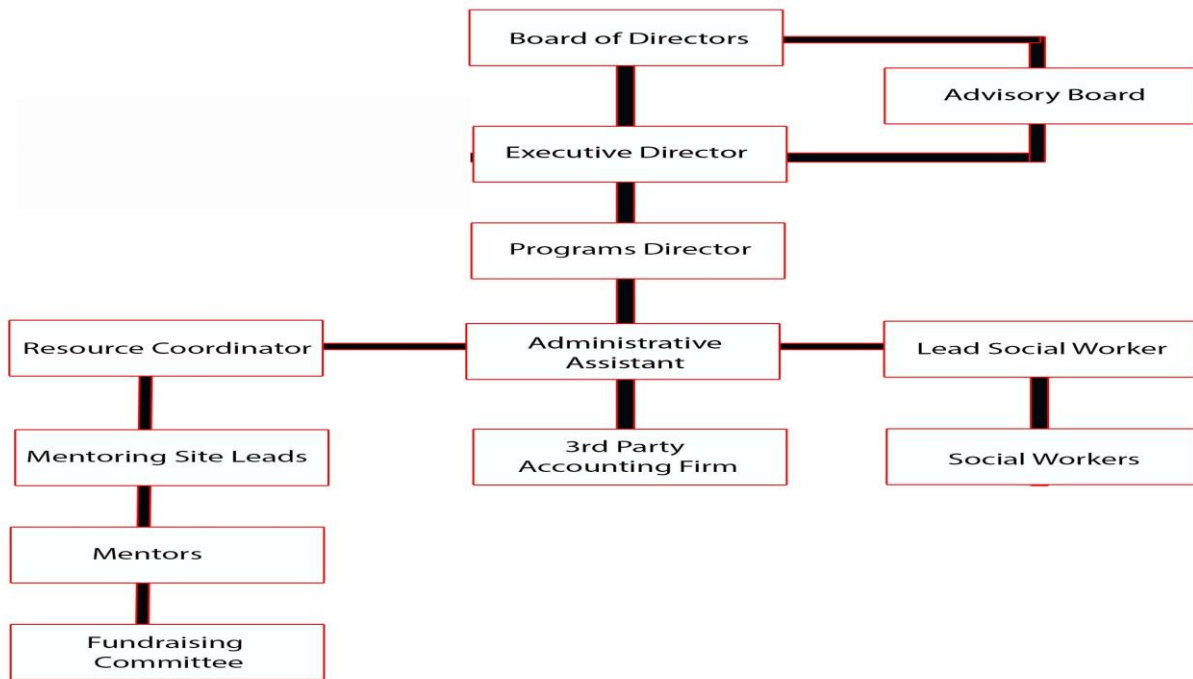 Board of Directors
Advisory Board
Executive Director
Programs Director
Resource Coordinator
Administrative
Assistant
Lead Social Worker
Mentoring Site Leads
3rd Party
Accounting Firm
Social Workers
Mentors
Fundraising
Committee